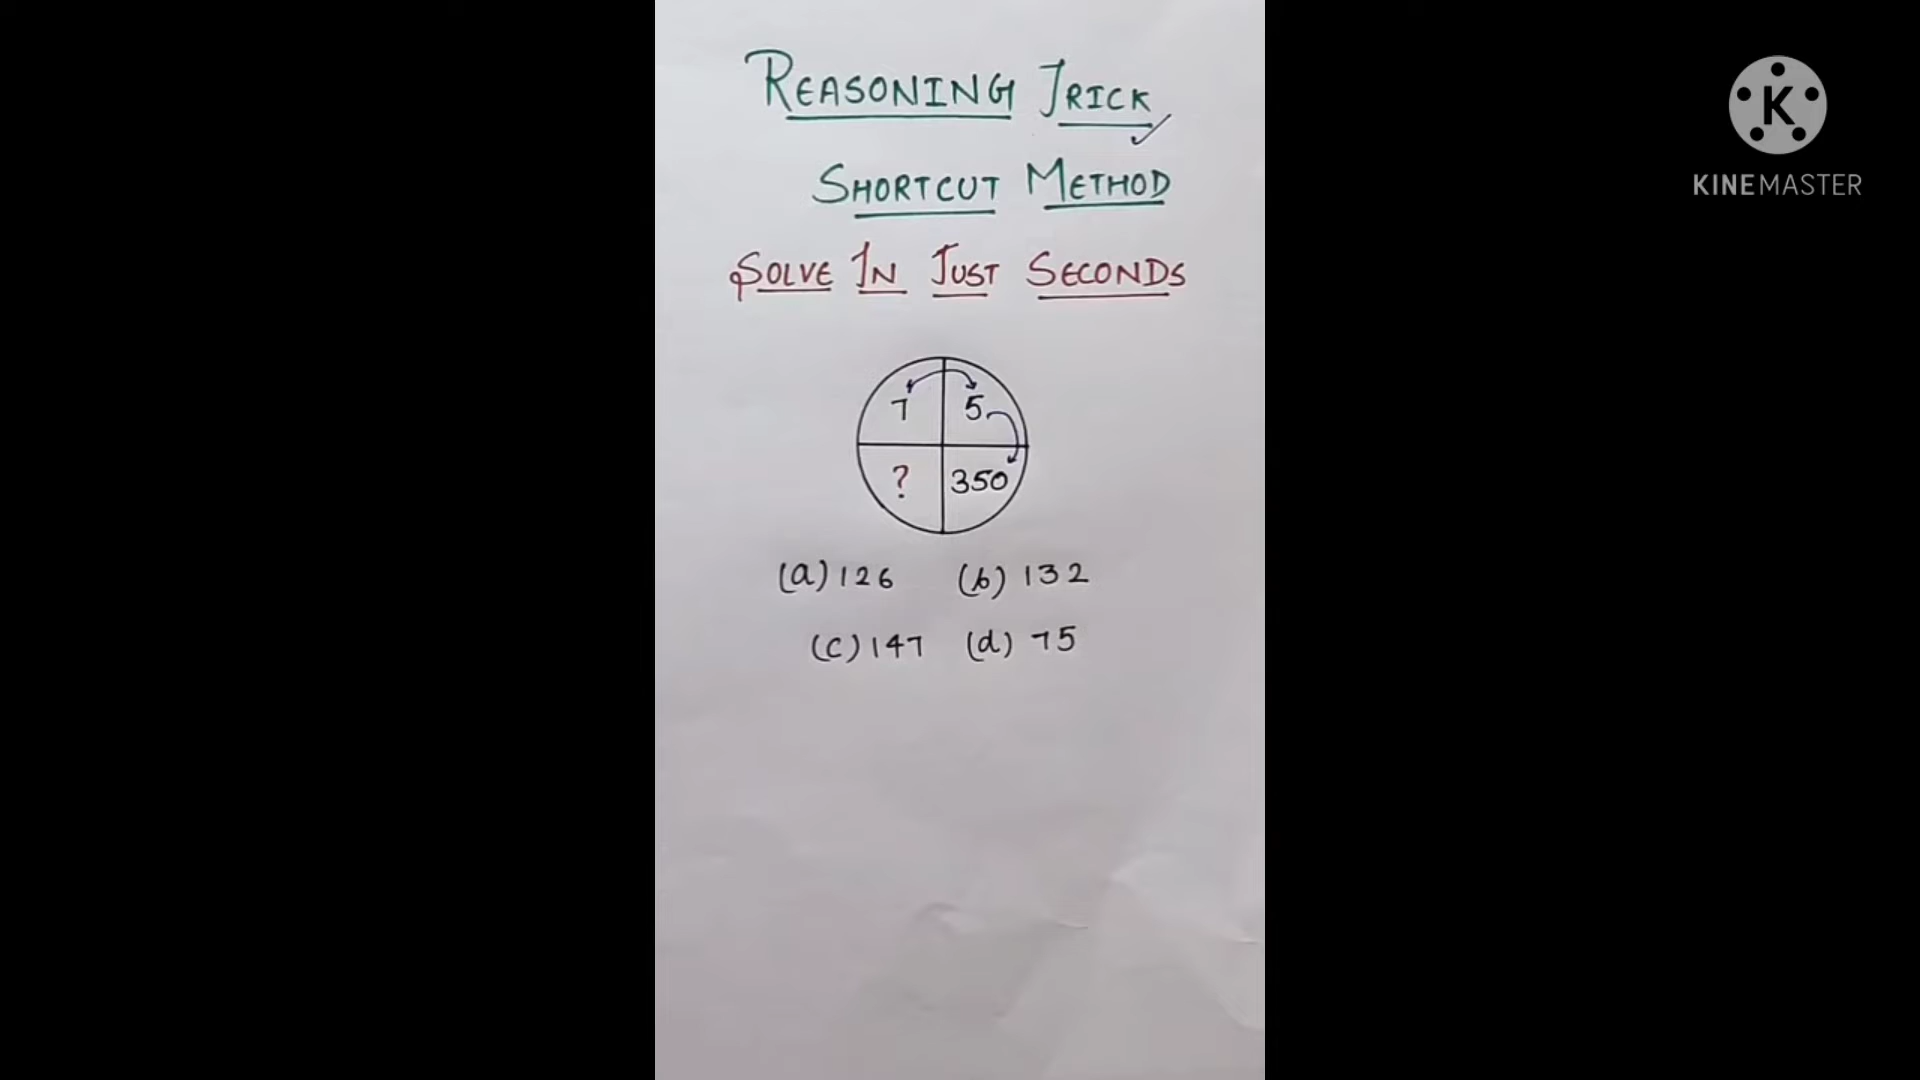 REASONING TRICK
SHORTCUT METHOD
SOLVE IN JUST SECONDS
7 5
? 350
(a) 126 (b) 132
(c) 147 (d) 75
K
KINEMASTER